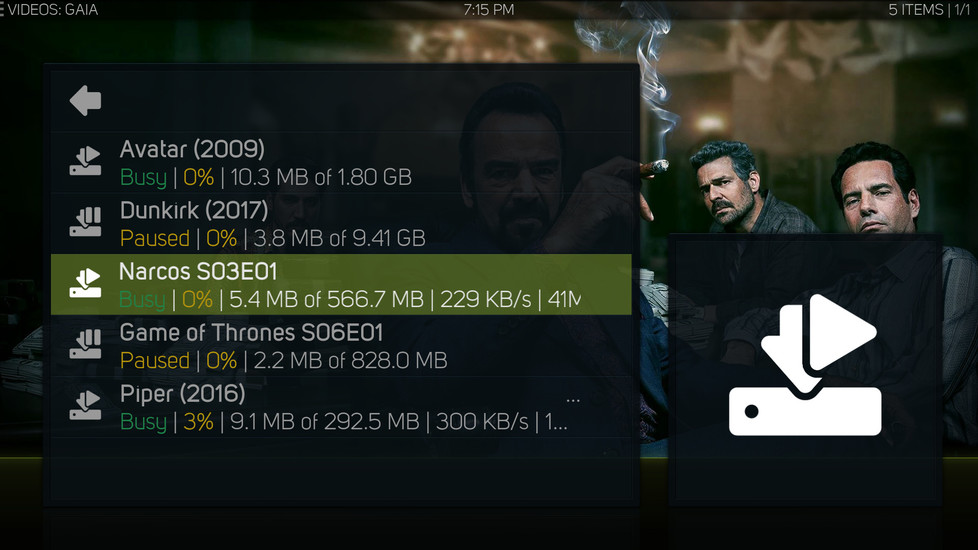 VIDEOS: GAIA
7:15 PM
5 ITEMS | 1/1
Avatar (2009)
Busy | 0% | 10.3 MB of 1.80 GB
Dunkirk (2017)
Paused | 0% | 3.8 MB of 9.41 GB
Narcos S03E01
Busy | 0% | 5.4 MB of 566.7 MB | 229 KB/s | 41M
Game of Thrones S06E01
Paused | 0% | 2.2 MB of 828.0 MB
Piper (2016) ...
Busy | 3% | 9.1 MB of 292.5 MB | 300 KB/s | 1...